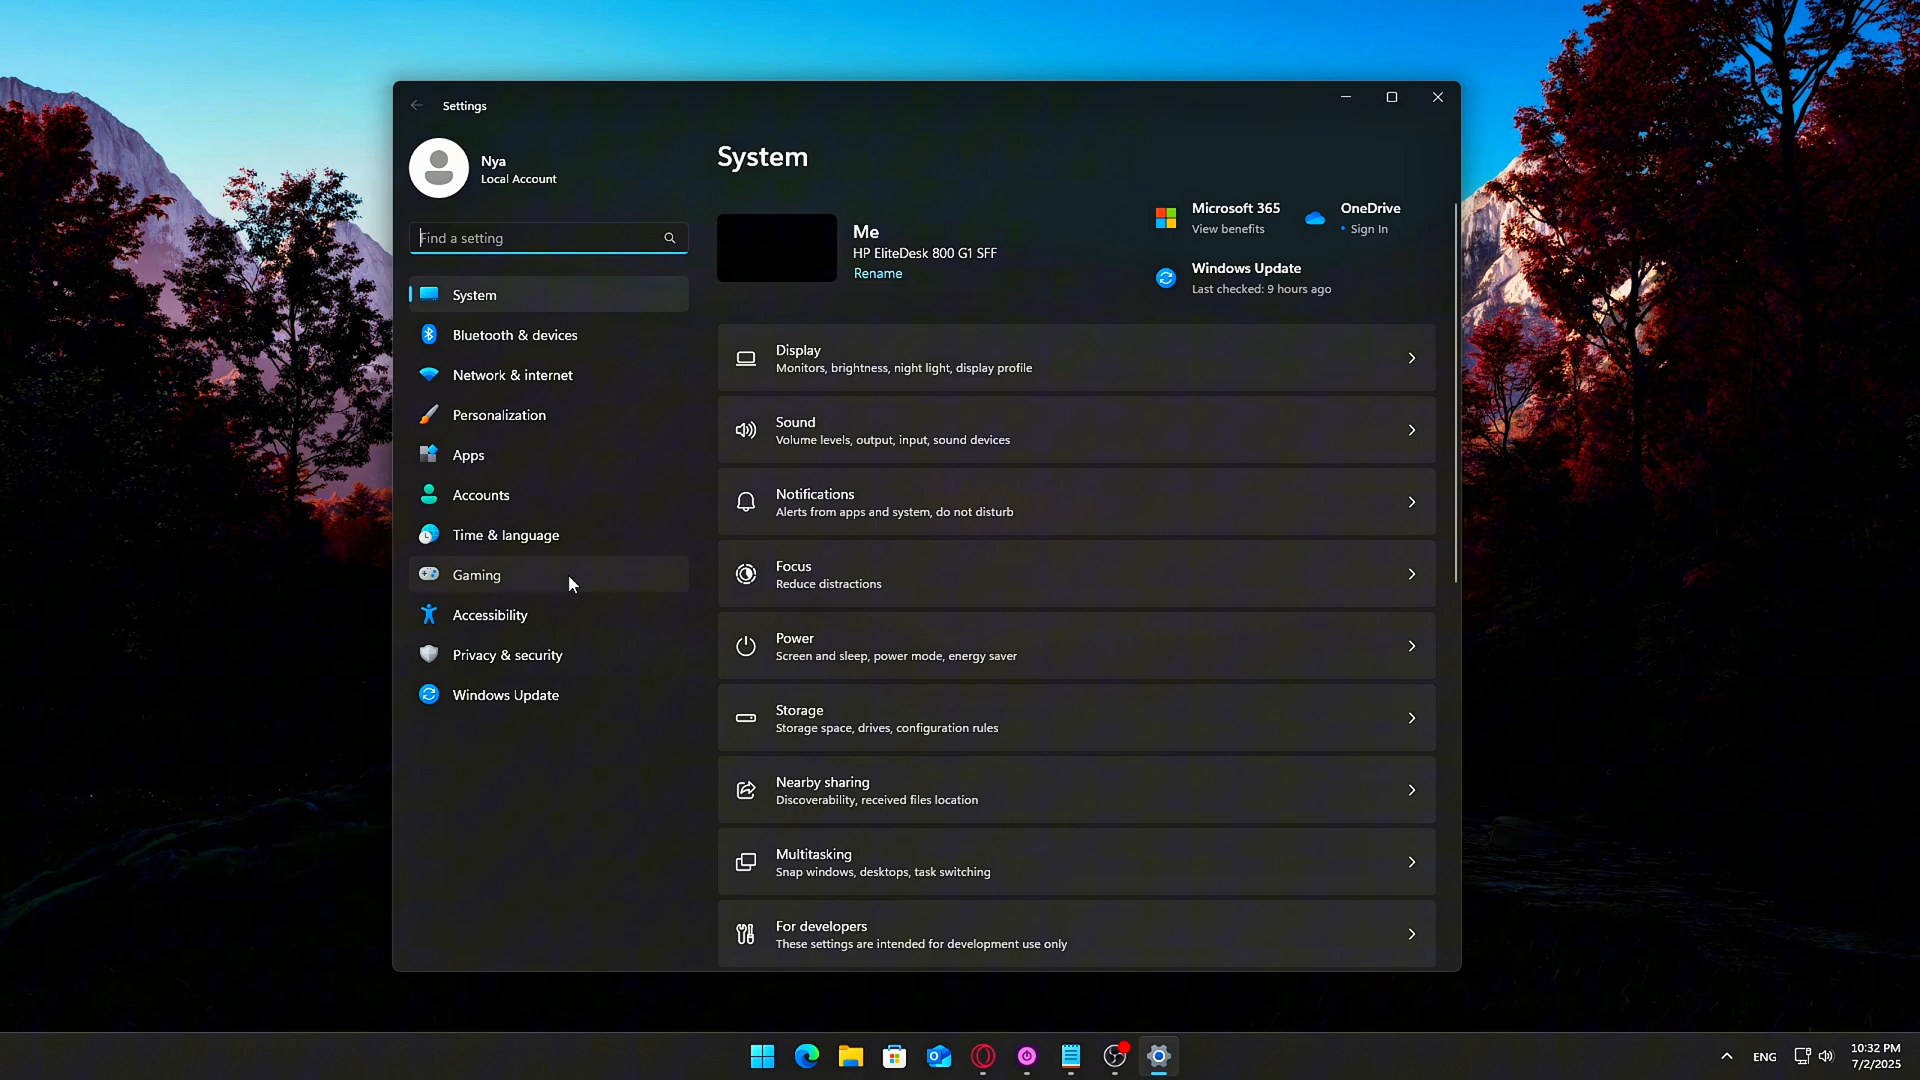 Settings
Nya
Local Account
Find a setting
System
Bluetooth & devices
Network & internet
Personalization
Apps
Accounts
Time & language
Gaming
Accessibility
Privacy & security
Windows Update
System
Me
HP EliteDesk 800 G1 SFF
Rename
Microsoft 365
View benefits
OneDrive
• Sign In
Windows Update
Last checked: 9 hours ago
Display
Monitors, brightness, night light, display profile
Sound
Volume levels, output, input, sound devices
Notifications
Alerts from apps and system, do not disturb
Focus
Reduce distractions
Power
Screen and sleep, power mode, energy saver
Storage
Storage space, drives, configuration rules
Nearby sharing
Discoverability, received files location
Multitasking
Snap windows, desktops, task switching
For developers
These settings are intended for development use only
ENG
10:32 PM
7/2/2025